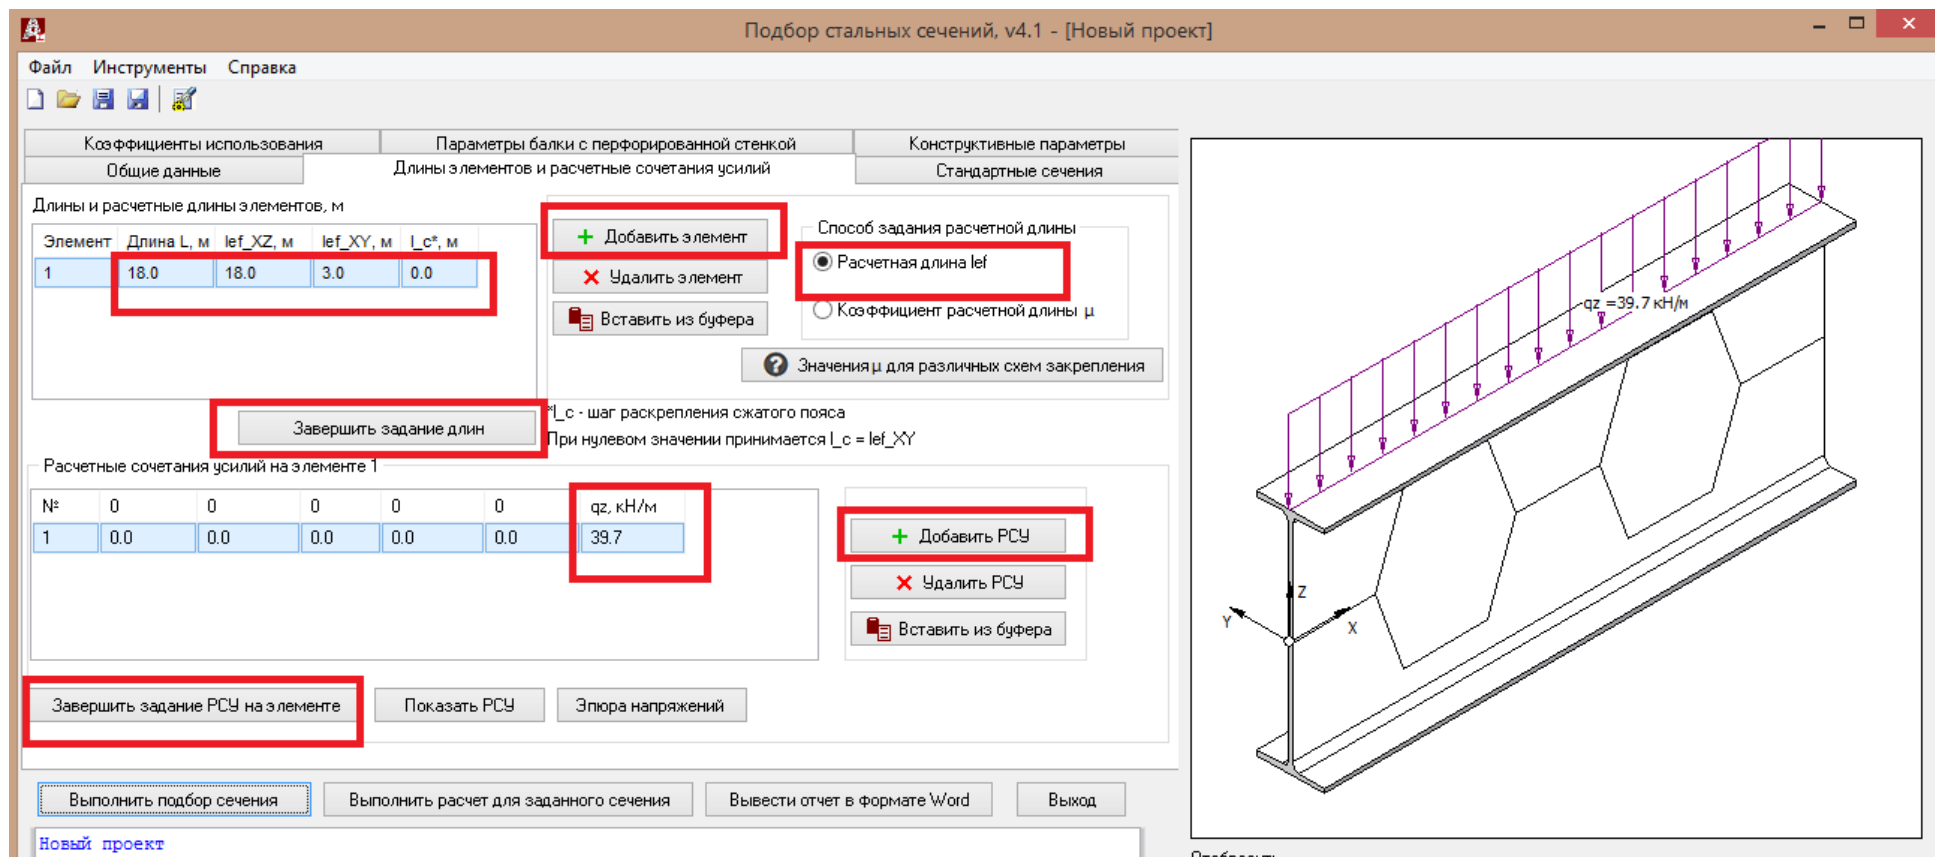 Подбор стальных сечений, v4.1 - [Новый проект]
Файл Инструменты Справка
Коэффициенты использования Параметры балки с перфорированной стенкой Конструктивные параметры
Общие данные Длины элементов и расчетные сочетания усилий Стандартные сечения
Длины и расчетные длины элементов, м
Элемент Длина L, м lef_XZ, м lef_XY, м l_c*, м
1 18.0 18.0 3.0 0.0
Добавить элемент
Удалить элемент
Вставить из буфера
Способ задания расчетной длины
Расчетная длина lef
Коэффициент расчетной длины μ
Значения μ для различных схем закрепления
Завершить задание длин
*l_c - шаг раскрепления сжатого пояса
При нулевом значении принимается l_c = lef_XY
Расчетные сочетания усилий на элементе 1
№ 0 0 0 0 0 qz, кН/м
1 0.0 0.0 0.0 0.0 0.0 39.7
Добавить РСУ
Удалить РСУ
Вставить из буфера
Завершить задание РСУ на элементе Показать РСУ Эпюра напряжений
Выполнить подбор сечения Выполнить расчет для заданного сечения Вывести отчет в формате Word Выход
Новый проект
qz =39.7 кН/м
Z
Y
X